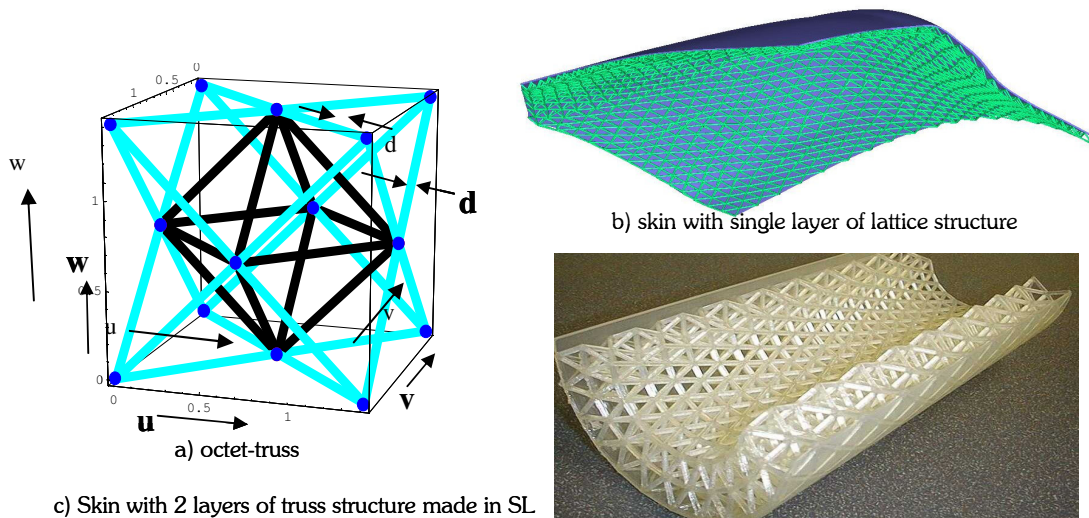 0
0.5
1
d
w
1
d
w
0.5
u
v
0
0
0.5
1
u
v
a) octet-truss
b) skin with single layer of lattice structure
c) Skin with 2 layers of truss structure made in SL